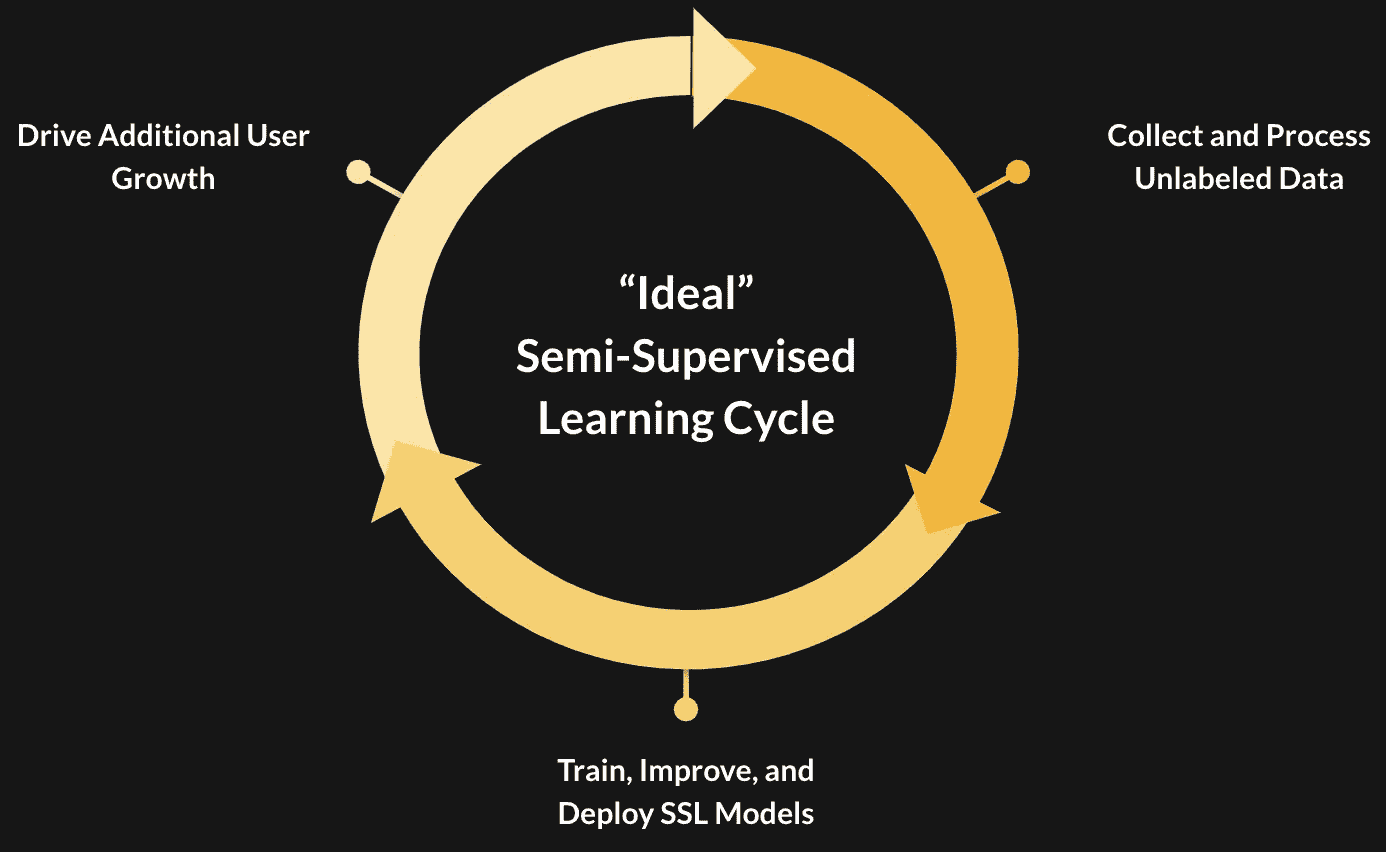 Drive Additional User
Growth
Collect and Process
Unlabeled Data
“Ideal”
Semi-Supervised
Learning Cycle
Train, Improve, and
Deploy SSL Models